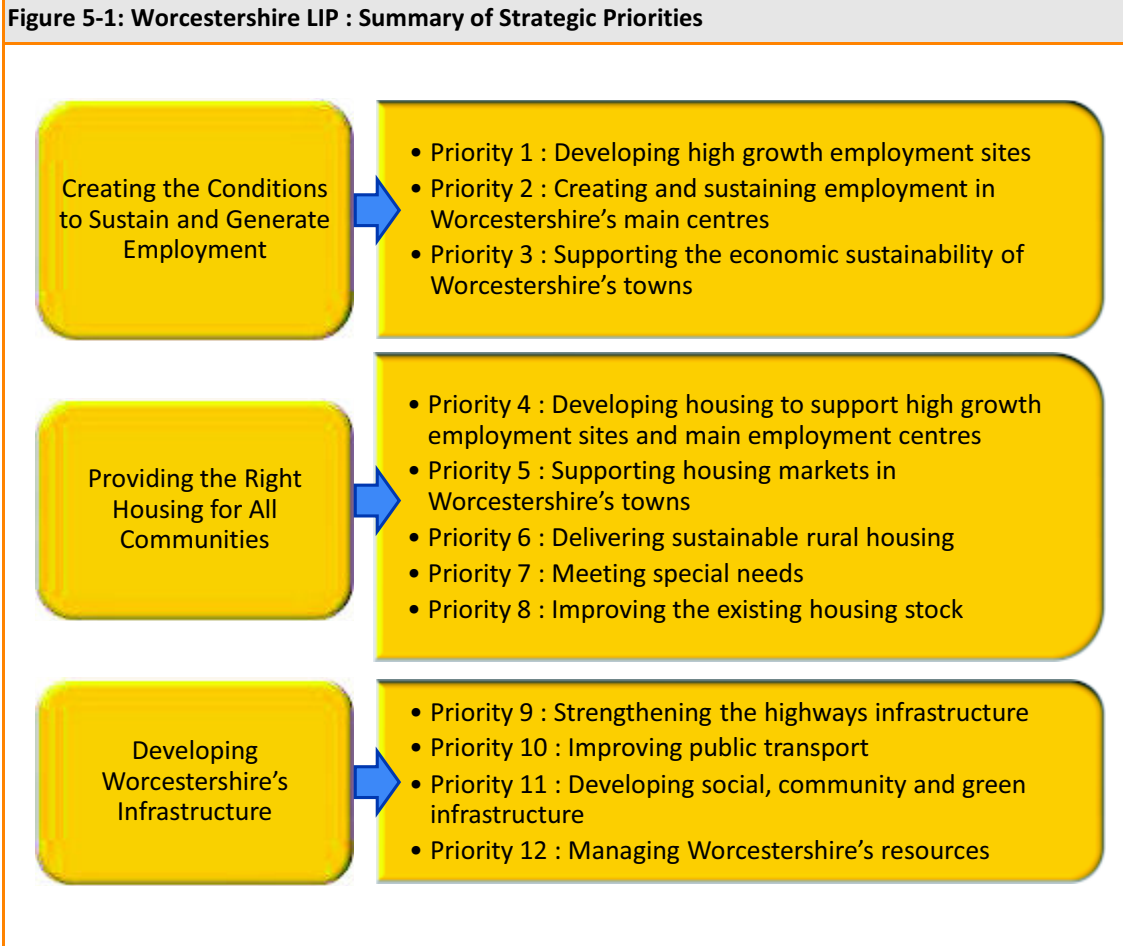 Figure 5-1: Worcestershire LIP : Summary of Strategic Priorities
Creating the Conditions
to Sustain and Generate
Employment
• Priority 1 : Developing high growth employment sites
• Priority 2 : Creating and sustaining employment in
Worcestershire’s main centres
• Priority 3 : Supporting the economic sustainability of
Worcestershire’s towns
Providing the Right
Housing for All
Communities
• Priority 4 : Developing housing to support high growth
employment sites and main employment centres
• Priority 5 : Supporting housing markets in
Worcestershire’s towns
• Priority 6 : Delivering sustainable rural housing
• Priority 7 : Meeting special needs
• Priority 8 : Improving the existing housing stock
Developing
Worcestershire’s
Infrastructure
• Priority 9 : Strengthening the highways infrastructure
• Priority 10 : Improving public transport
• Priority 11 : Developing social, community and green
infrastructure
• Priority 12 : Managing Worcestershire’s resources